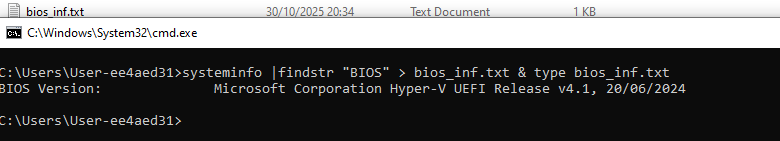 bios_inf.txt 30/10/2025 20:34 Text Document 1 KB
C:\Windows\System32\cmd.exe
C:\Users\User-ee4aed31>systeminfo |findstr "BIOS" > bios_inf.txt & type bios_inf.txt
BIOS Version:              Microsoft Corporation Hyper-V UEFI Release v4.1, 20/06/2024
C:\Users\User-ee4aed31>